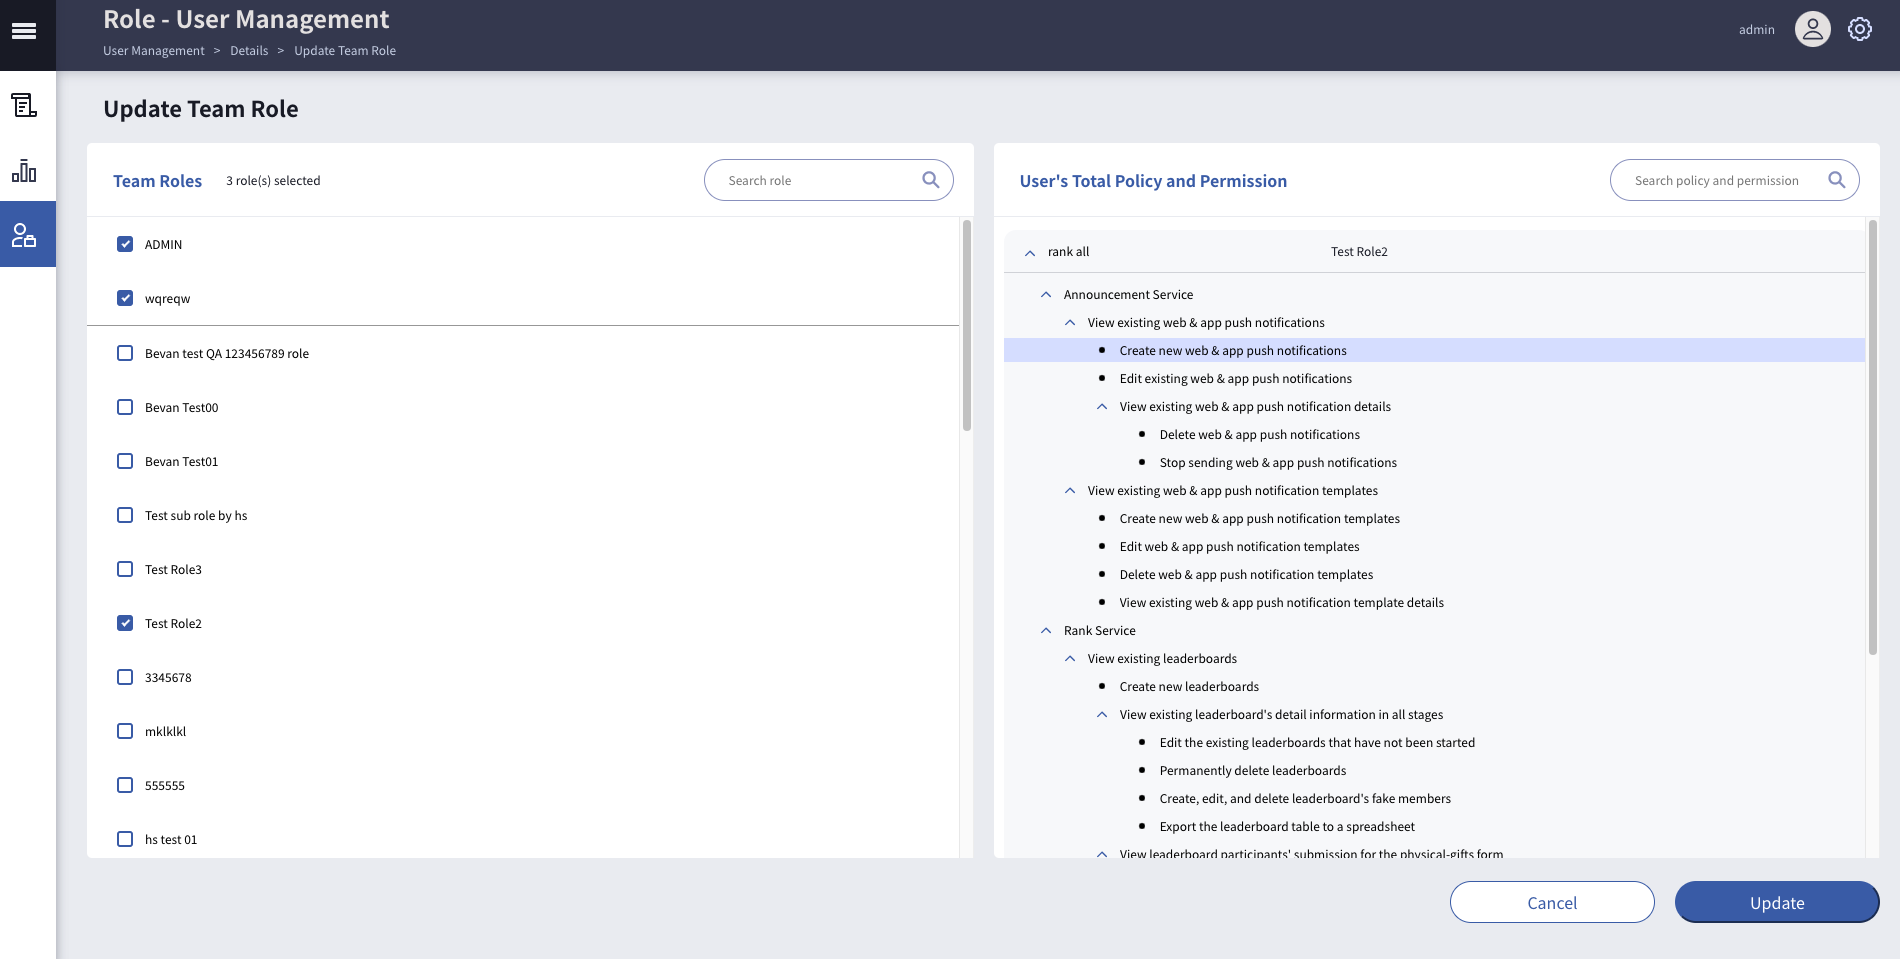 Role - User Management
User Management > Details > Update Team Role
admin
Update Team Role
Team Roles 3 role(s) selected
Search role
ADMIN
wqreqw
Bevan test QA 123456789 role
Bevan Test00
Bevan Test01
Test sub role by hs
Test Role3
Test Role2
3345678
mklklkl
555555
hs test 01
User's Total Policy and Permission
Search policy and permission
rank all Test Role2
Announcement Service
View existing web & app push notifications
Create new web & app push notifications
Edit existing web & app push notifications
View existing web & app push notification details
Delete web & app push notifications
Stop sending web & app push notifications
View existing web & app push notification templates
Create new web & app push notification templates
Edit web & app push notification templates
Delete web & app push notification templates
View existing web & app push notification template details
Rank Service
View existing leaderboards
Create new leaderboards
View existing leaderboard's detail information in all stages
Edit the existing leaderboards that have not been started
Permanently delete leaderboards
Create, edit, and delete leaderboard's fake members
Export the leaderboard table to a spreadsheet
View leaderboard participants' submission for the physical-gifts form
Cancel
Update